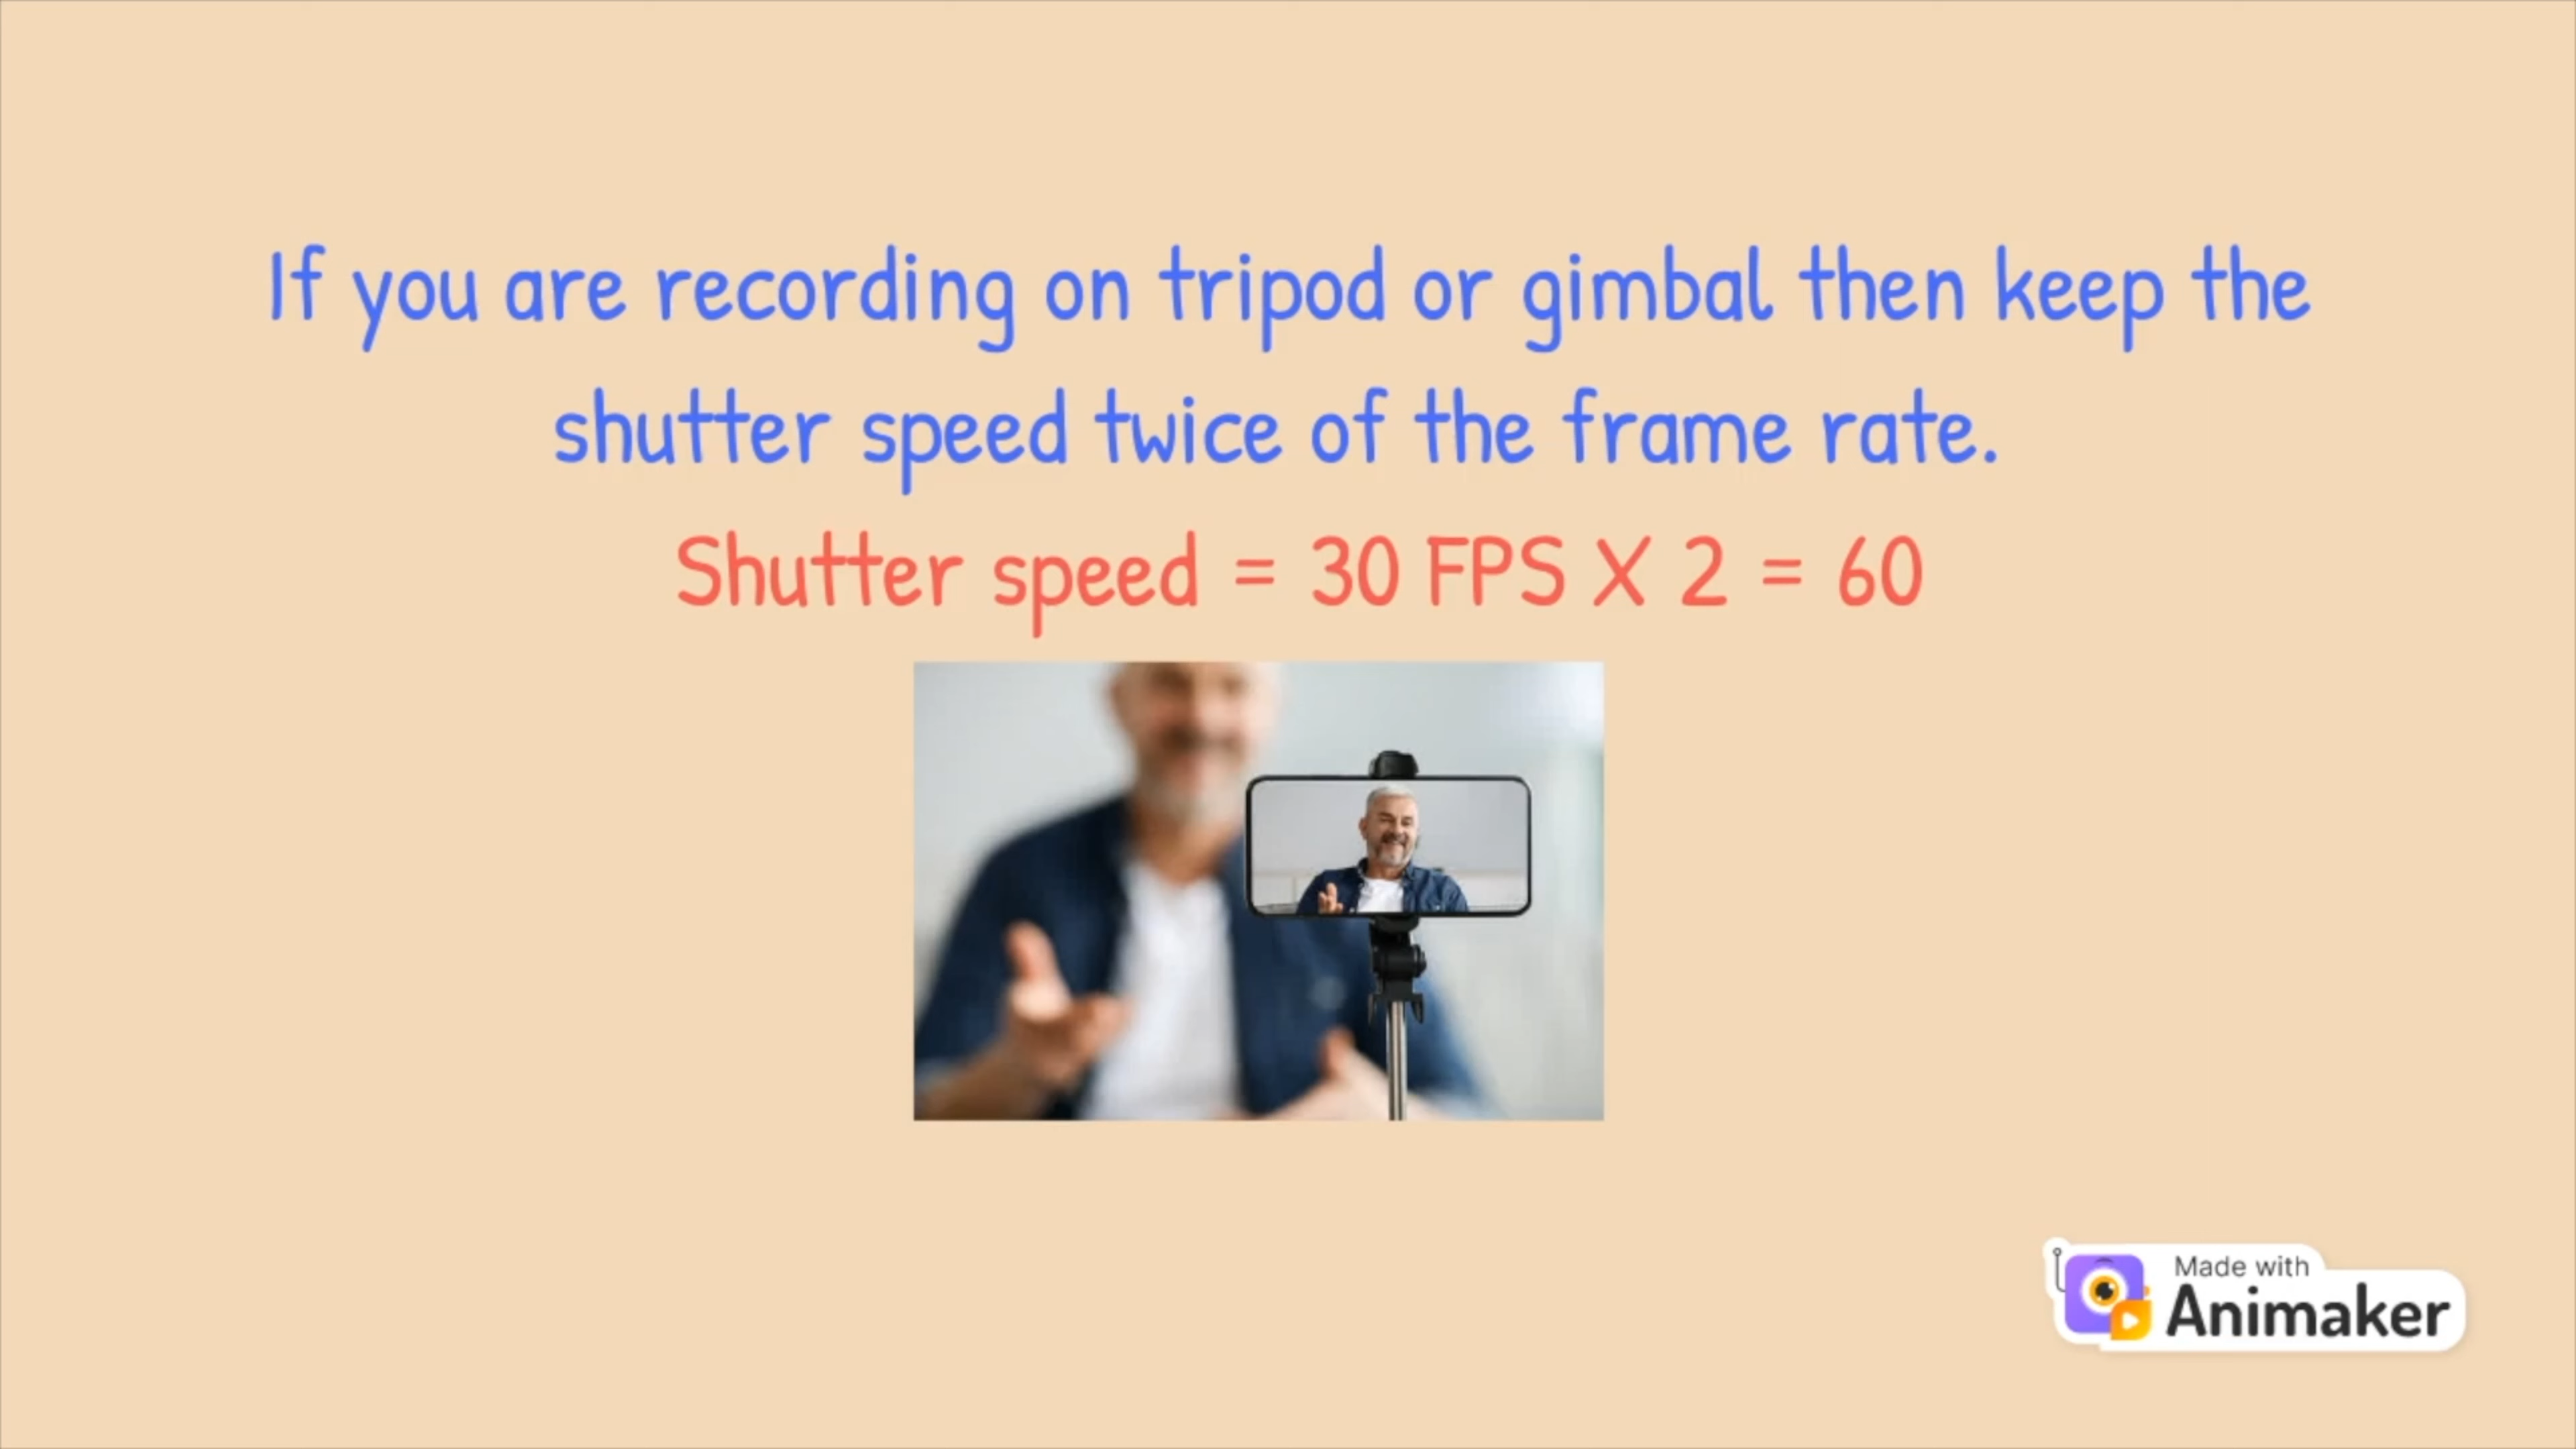 If you are recording on tripod or gimbal then keep the
shutter speed twice of the frame rate.
Shutter speed = 30 FPS X 2 = 60
Made with
Animaker